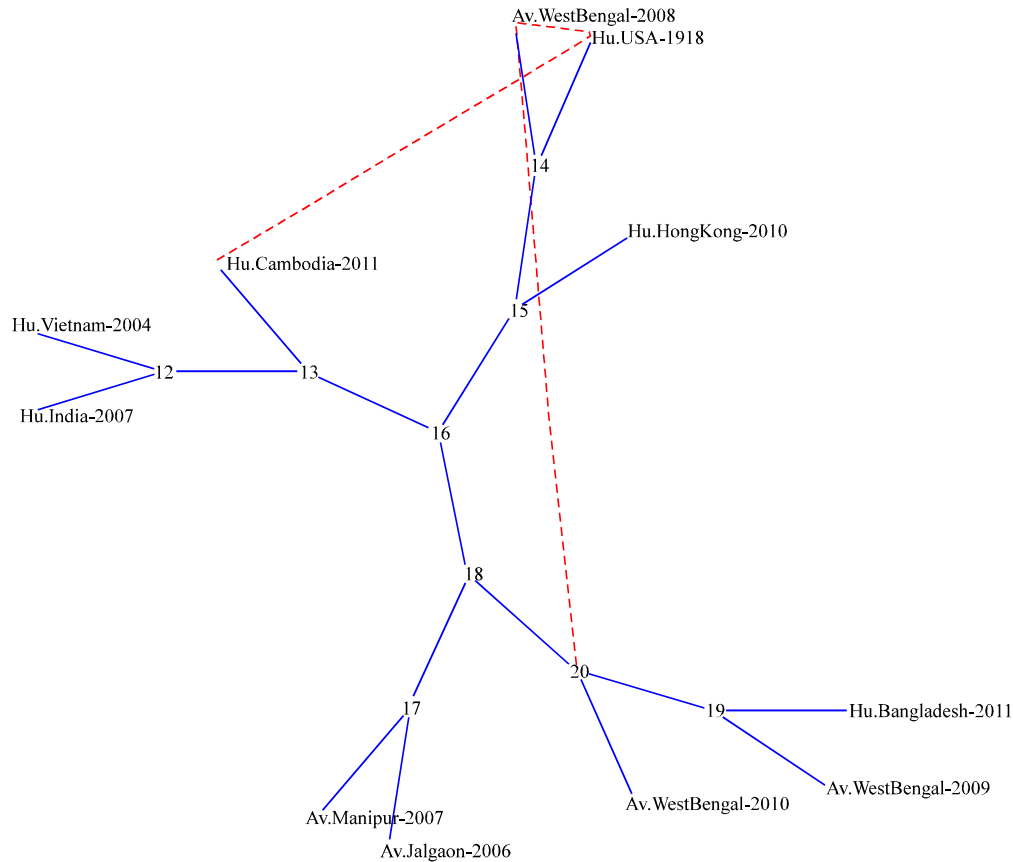 Av.WestBengal-2008
Hu.USA-1918
14
Hu.HongKong-2010
Hu.Cambodia-2011
15
Hu.Vietnam-2004
12
13
Hu.India-2007
16
18
20
17
19
Hu.Bangladesh-2011
Av.WestBengal-2009
Av.WestBengal-2010
Av.Manipur-2007
Av.Jalgaon-2006